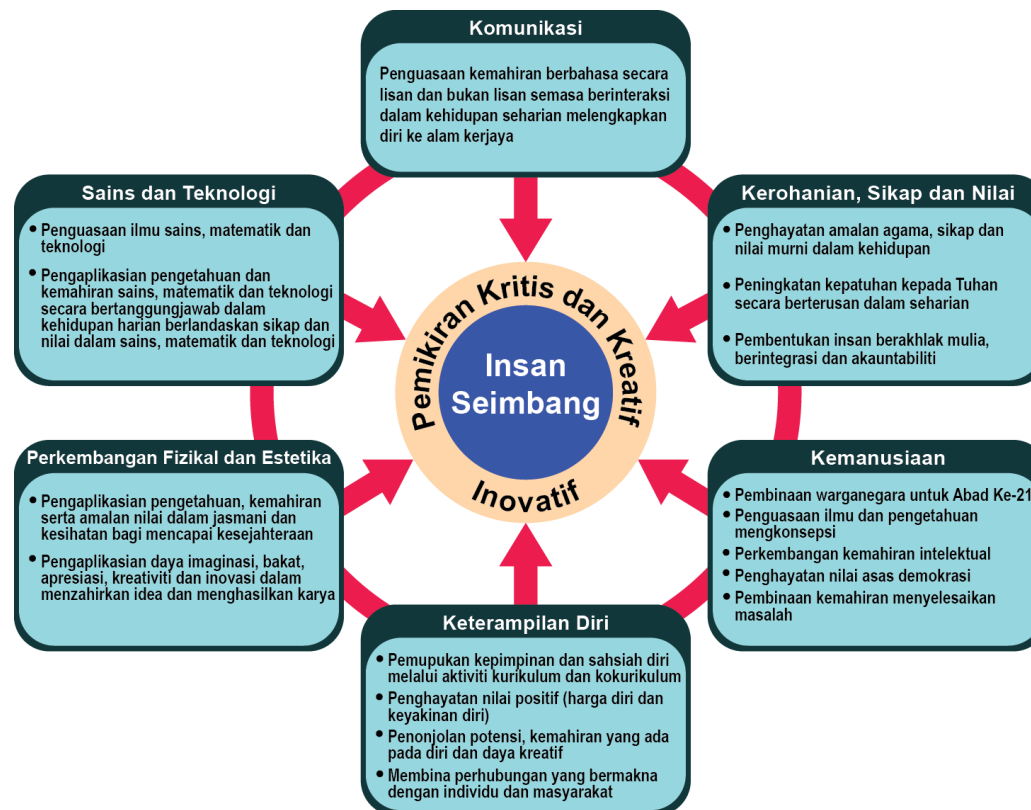 Komunikasi
Penguasaan kemahiran berbahasa secara
lisan dan bukan lisan semasa berinteraksi
dalam kehidupan seharian melengkapkan
diri ke alam kerjaya
Sains dan Teknologi
• Penguasaan ilmu sains, matematik dan
teknologi
• Pengaplikasian pengetahuan dan
kemahiran sains, matematik dan teknologi
secara bertanggungjawab dalam
kehidupan harian berlandaskan sikap dan
nilai dalam sains, matematik dan teknologi
Kerohanian, Sikap dan Nilai
• Penghayatan amalan agama, sikap dan
nilai murni dalam kehidupan
• Peningkatan kepatuhan kepada Tuhan
secara berterusan dalam seharian
• Pembentukan insan berakhlak mulia,
berintegrasi dan akauntabiliti
Pemikiran Kritis dan Kreatif
Insan
Seimbang
Inovatif
Perkembangan Fizikal dan Estetika
• Pengaplikasian pengetahuan, kemahiran
serta amalan nilai dalam jasmani dan
kesihatan bagi mencapai kesejahteraan
• Pengaplikasian daya imaginasi, bakat,
apresiasi, kreativiti dan inovasi dalam
menzahirkan idea dan menghasilkan karya
Kemanusiaan
• Pembinaan warganegara untuk Abad Ke-21
• Penguasaan ilmu dan pengetahuan
mengkonsepsi
• Perkembangan kemahiran intelektual
• Penghayatan nilai asas demokrasi
• Pembinaan kemahiran menyelesaikan
masalah
Keterampilan Diri
• Pemupukan kepimpinan dan sahsiah diri
melalui aktiviti kurikulum dan kokurikulum
• Penghayatan nilai positif (harga diri dan
keyakinan diri)
• Penonjolan potensi, kemahiran yang ada
pada diri dan daya kreatif
• Membina perhubungan yang bermakna
dengan individu dan masyarakat